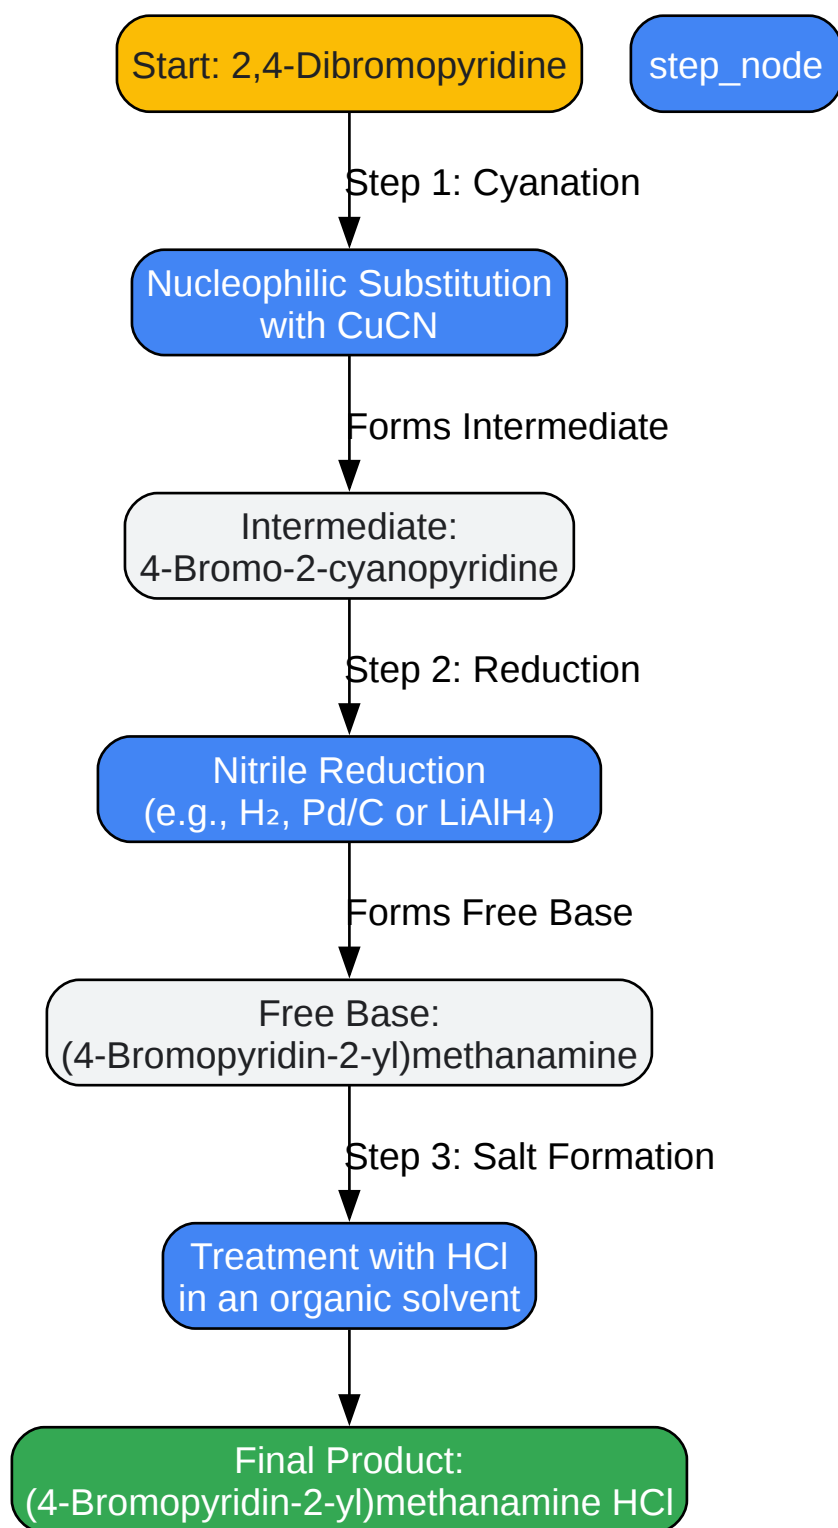 Start: 2,4-Dibromopyridine
step_node
Step 1: Cyanation
Nucleophilic Substitution
with CuCN
Forms Intermediate
Intermediate:
4-Bromo-2-cyanopyridine
Step 2: Reduction
Nitrile Reduction
(e.g., H₂, Pd/C or LiAlH₄)
Forms Free Base
Free Base:
(4-Bromopyridin-2-yl)methanamine
Step 3: Salt Formation
Treatment with HCl
in an organic solvent
Final Product:
(4-Bromopyridin-2-yl)methanamine HCl